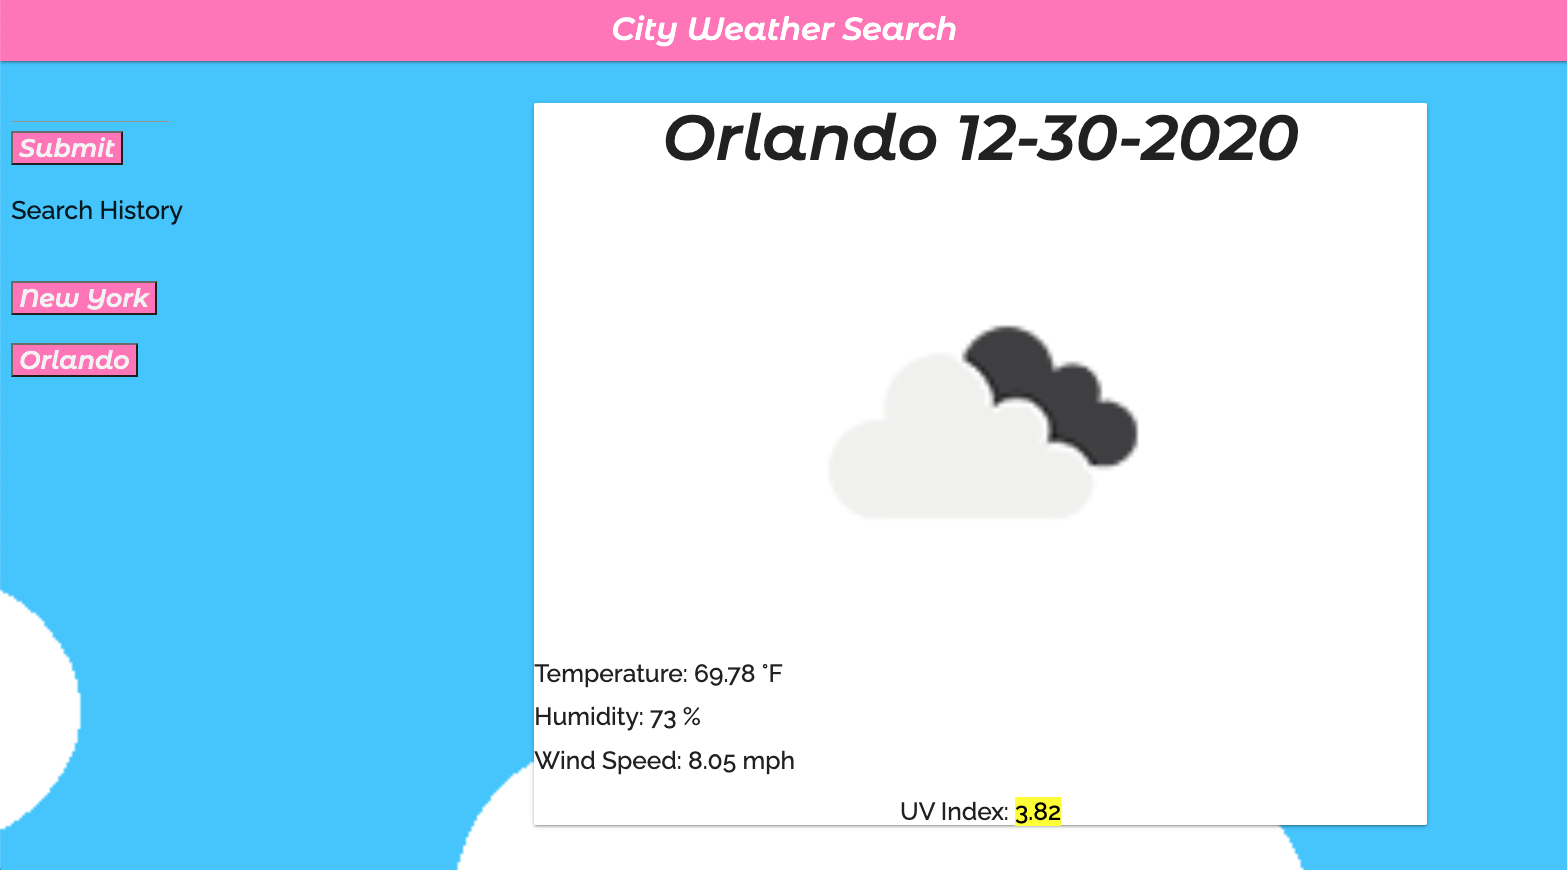 City Weather Search
Submit
Search History
New York
Orlando
Orlando 12-30-2020
Temperature: 69.78 °F
Humidity: 73 %
Wind Speed: 8.05 mph
UV Index: 3.82